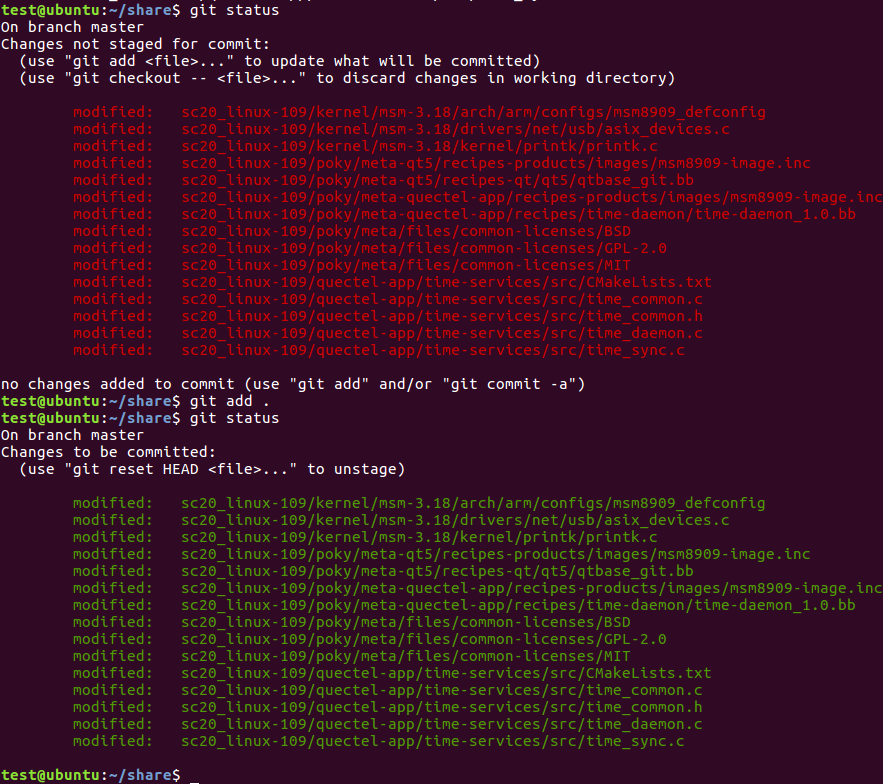 test@ubuntu:~/share$ git status
On branch master
Changes not staged for commit:
  (use "git add <file>..." to update what will be committed)
  (use "git checkout -- <file>..." to discard changes in working directory)
        modified:   sc20_linux-109/kernel/msm-3.18/arch/arm/configs/msm8909_defconfig
        modified:   sc20_linux-109/kernel/msm-3.18/drivers/net/usb/asix_devices.c
        modified:   sc20_linux-109/kernel/msm-3.18/kernel/printk/printk.c
        modified:   sc20_linux-109/poky/meta-qt5/recipes-products/images/msm8909-image.inc
        modified:   sc20_linux-109/poky/meta-qt5/recipes-qt/qt5/qtbase_git.bb
        modified:   sc20_linux-109/poky/meta-quectel-app/recipes-products/images/msm8909-image.inc
        modified:   sc20_linux-109/poky/meta-quectel-app/recipes/time-daemon/time-daemon_1.0.bb
        modified:   sc20_linux-109/poky/meta/files/common-licenses/BSD
        modified:   sc20_linux-109/poky/meta/files/common-licenses/GPL-2.0
        modified:   sc20_linux-109/poky/meta/files/common-licenses/MIT
        modified:   sc20_linux-109/quectel-app/time-services/src/CMakeLists.txt
        modified:   sc20_linux-109/quectel-app/time-services/src/time_common.c
        modified:   sc20_linux-109/quectel-app/time-services/src/time_common.h
        modified:   sc20_linux-109/quectel-app/time-services/src/time_daemon.c
        modified:   sc20_linux-109/quectel-app/time-services/src/time_sync.c
no changes added to commit (use "git add" and/or "git commit -a")
test@ubuntu:~/share$ git add .
test@ubuntu:~/share$ git status
On branch master
Changes to be committed:
  (use "git reset HEAD <file>..." to unstage)
        modified:   sc20_linux-109/kernel/msm-3.18/arch/arm/configs/msm8909_defconfig
        modified:   sc20_linux-109/kernel/msm-3.18/drivers/net/usb/asix_devices.c
        modified:   sc20_linux-109/kernel/msm-3.18/kernel/printk/printk.c
        modified:   sc20_linux-109/poky/meta-qt5/recipes-products/images/msm8909-image.inc
        modified:   sc20_linux-109/poky/meta-qt5/recipes-qt/qt5/qtbase_git.bb
        modified:   sc20_linux-109/poky/meta-quectel-app/recipes-products/images/msm8909-image.inc
        modified:   sc20_linux-109/poky/meta-quectel-app/recipes/time-daemon/time-daemon_1.0.bb
        modified:   sc20_linux-109/poky/meta/files/common-licenses/BSD
        modified:   sc20_linux-109/poky/meta/files/common-licenses/GPL-2.0
        modified:   sc20_linux-109/poky/meta/files/common-licenses/MIT
        modified:   sc20_linux-109/quectel-app/time-services/src/CMakeLists.txt
        modified:   sc20_linux-109/quectel-app/time-services/src/time_common.c
        modified:   sc20_linux-109/quectel-app/time-services/src/time_common.h
        modified:   sc20_linux-109/quectel-app/time-services/src/time_daemon.c
        modified:   sc20_linux-109/quectel-app/time-services/src/time_sync.c
test@ubuntu:~/share$ _